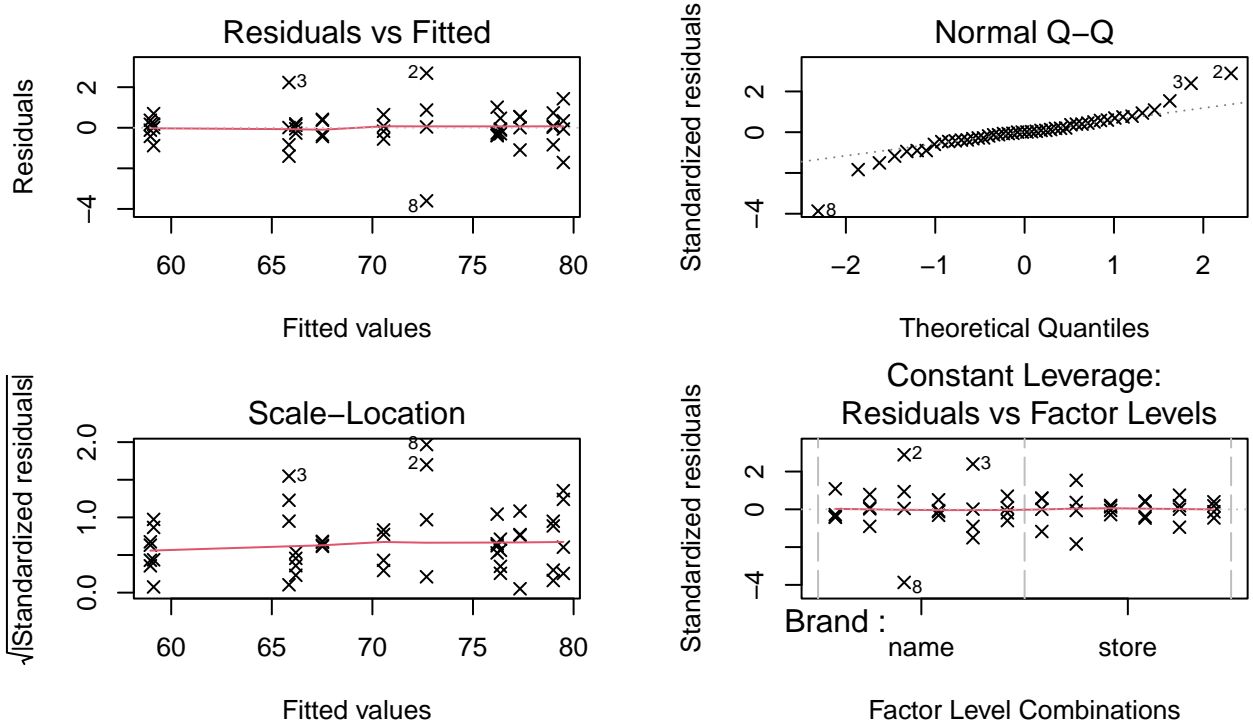 Residuals vs Fitted
Residuals
2
0
−4
3
2
8
60 65 70 75 80
Fitted values
Normal Q−Q
Standardized residuals
2
0
−4
3
2
8
−2 −1 0 1 2
Theoretical Quantiles
Scale−Location
√|Standardized residuals|
2.0
1.0
0.0
8
2
3
60 65 70 75 80
Fitted values
Constant Leverage:
Residuals vs Factor Levels
Standardized residuals
2
0
−4
2
3
8
Brand :
name store
Factor Level Combinations